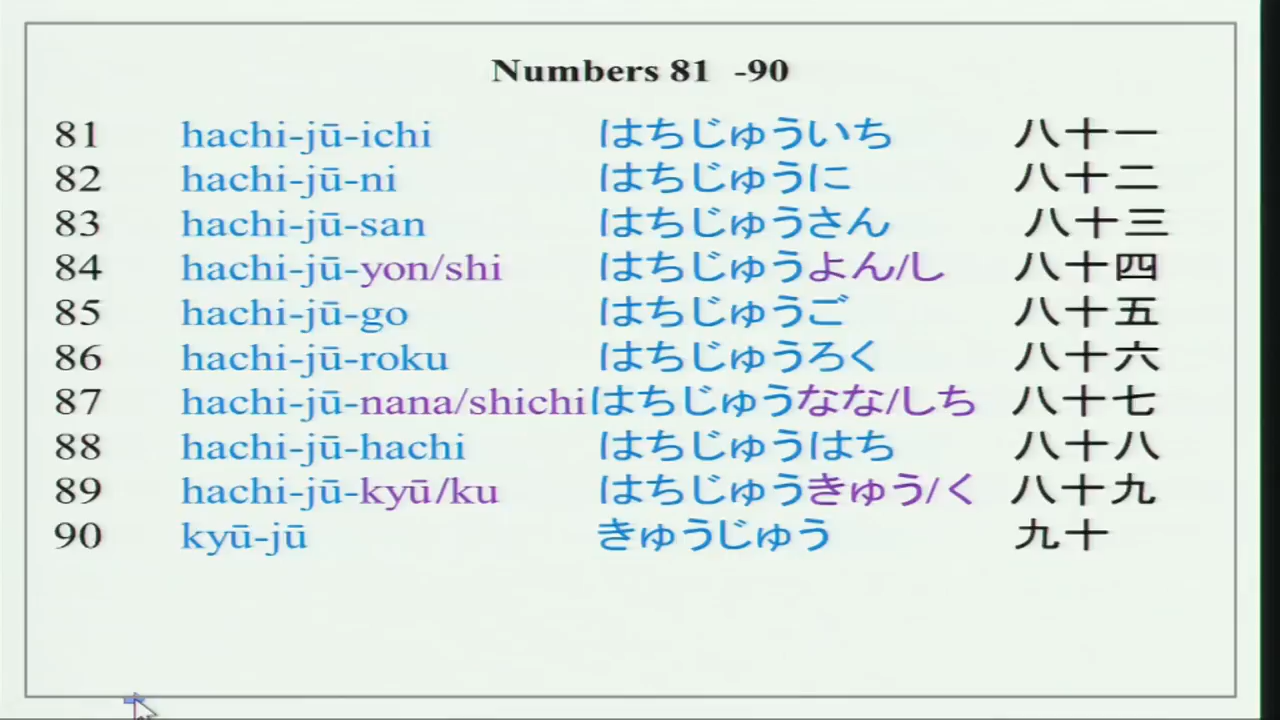 Numbers 81 -90
81 hachi-jū-ichi はちじゅういち 八十一
82 hachi-jū-ni はちじゅうに 八十二
83 hachi-jū-san はちじゅうさん 八十三
84 hachi-jū-yon/shi はちじゅうよん/し 八十四
85 hachi-jū-go はちじゅうご 八十五
86 hachi-jū-roku はちじゅうろく 八十六
87 hachi-jū-nana/shichi はちじゅうなな/しち 八十七
88 hachi-jū-hachi はちじゅうはち 八十八
89 hachi-jū-kyū/ku はちじゅうきゅう/く 八十九
90 kyū-jū きゅうじゅう 九十